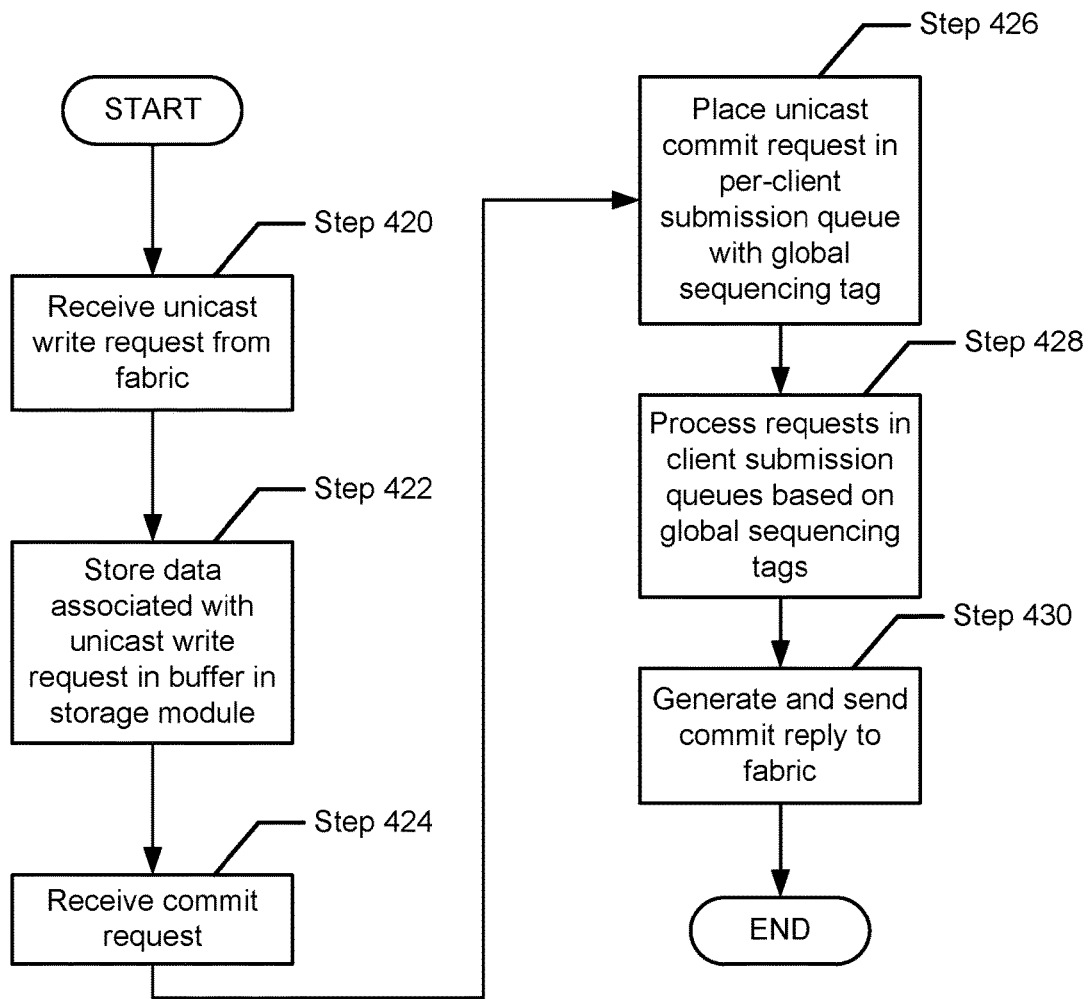 START
Step 420
Receive unicast
write request from
fabric
Step 422
Store data
associated with
unicast write
request in buffer in
storage module
Step 424
Receive commit
request
Step 426
Place unicast
commit request in
per-client
submission queue
with global
sequencing tag
Step 428
Process requests in
client submission
queues based on
global sequencing
tags
Step 430
Generate and send
commit reply to
fabric
END